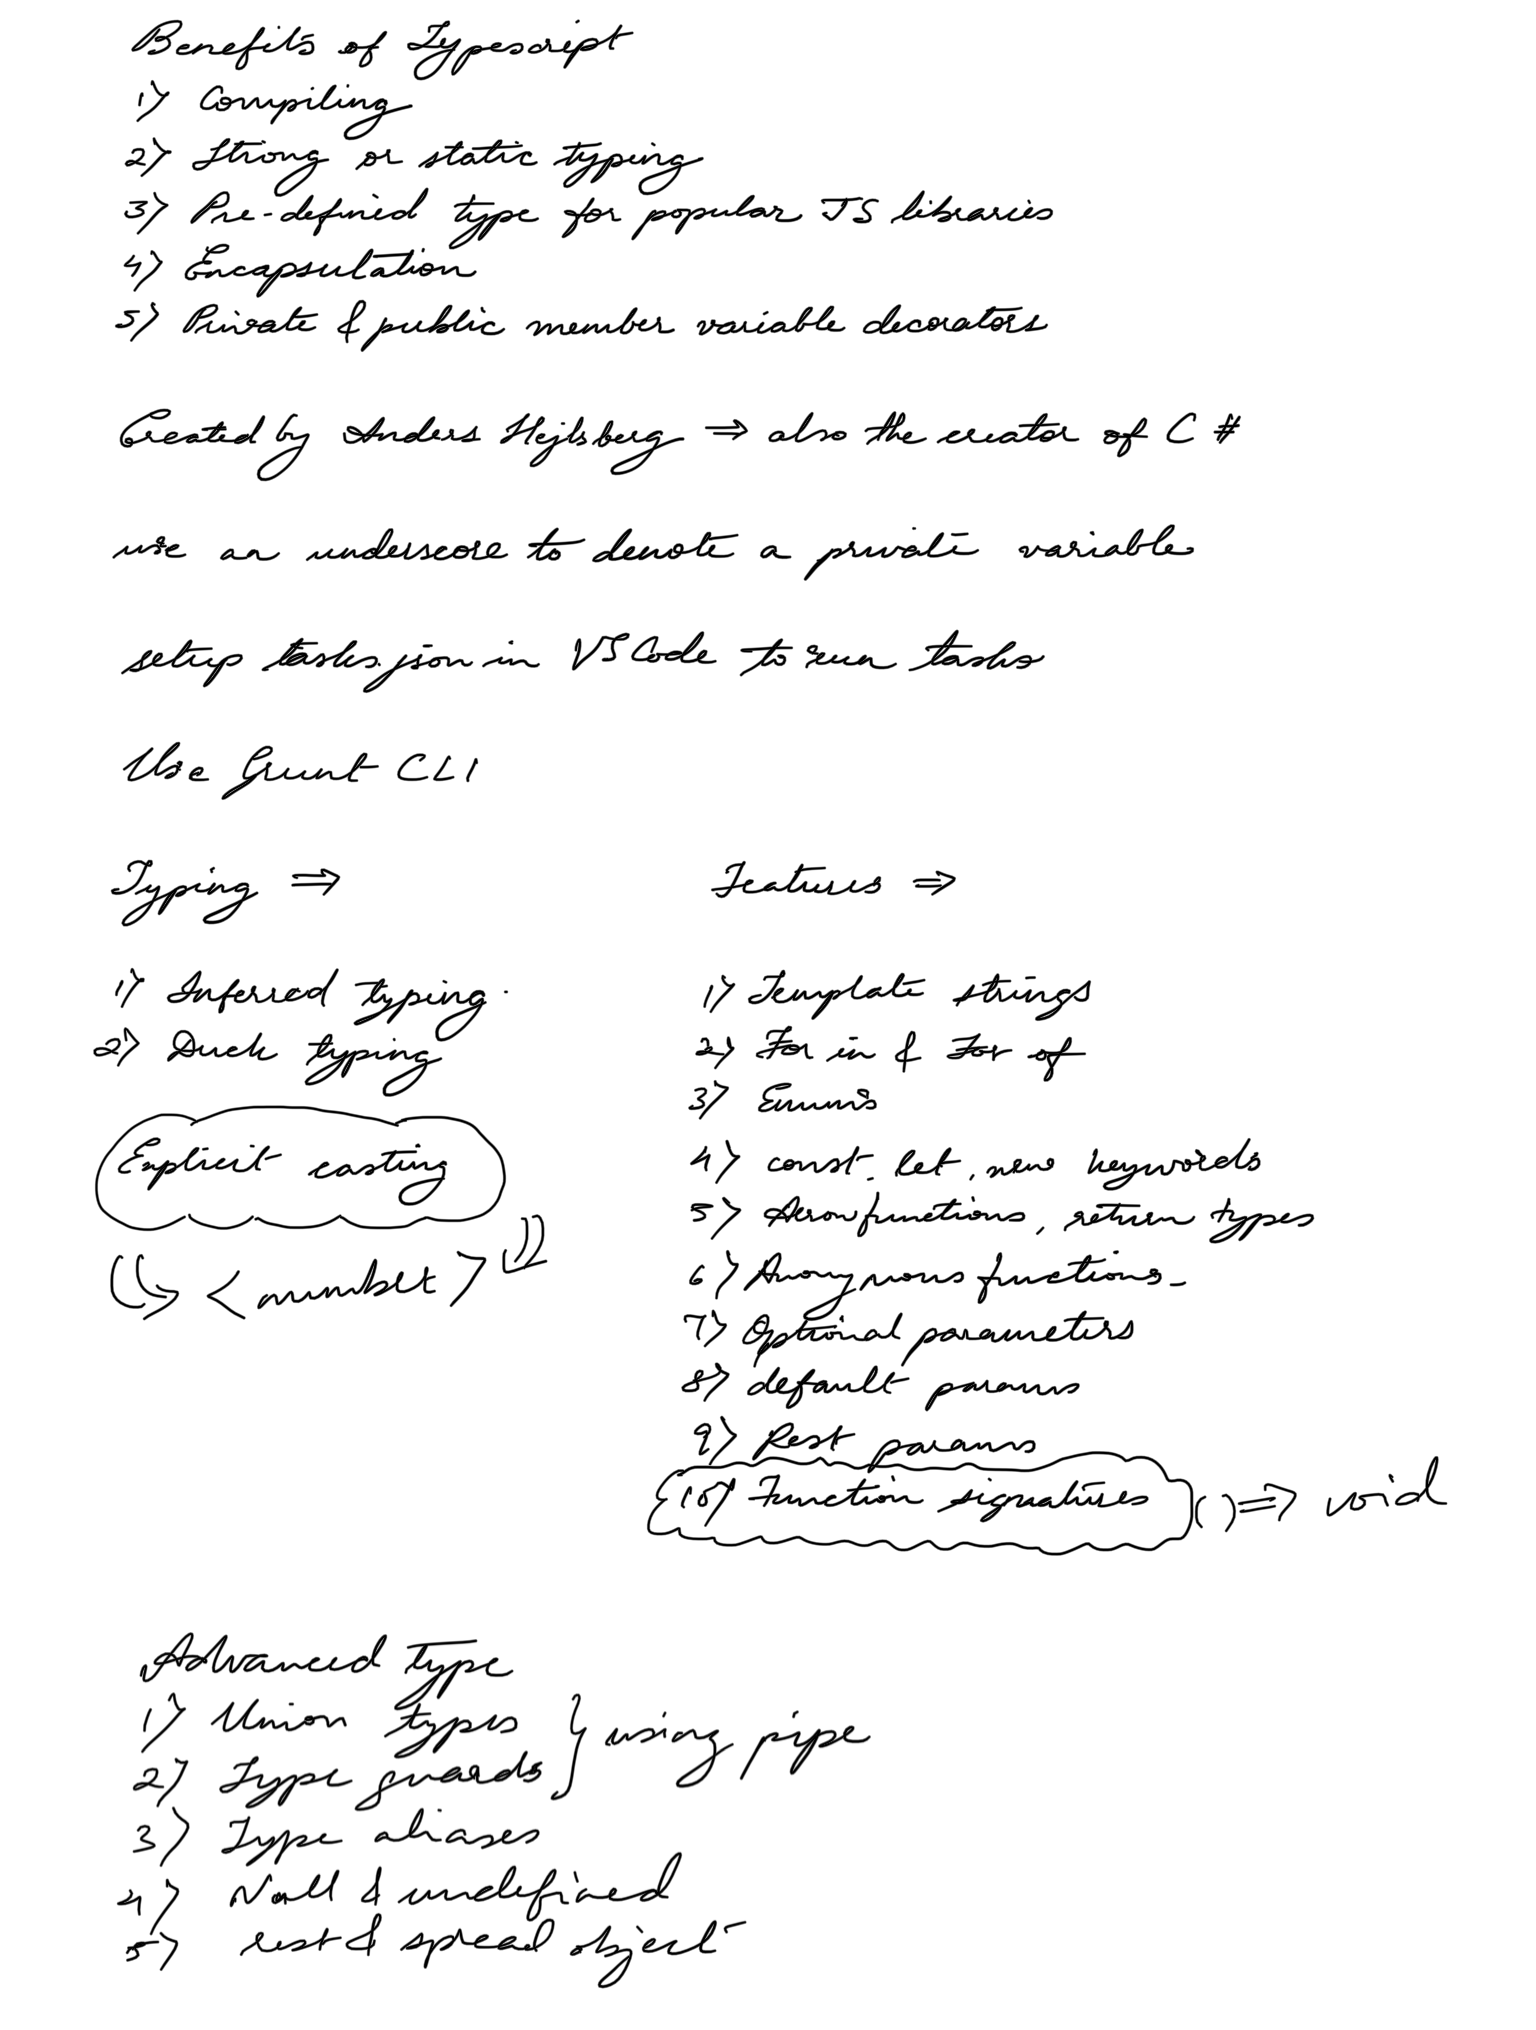 Benefits of Typescript
1) Compiling
2) Strong or static typing
3) Pre-defined type for popular JS libraries
4) Encapsulation
5) Private & public member variable decorators
Created by Anders Hejlsberg ⇒ also the creator of C #
use an underscore to denote a private variable
setup tasks.json in VS Code to run tasks
Use Grunt CLI
Typing ⇒
1) Inferred typing.
2) Duck typing
Explicit casting
<number>
Features ⇒
1) Template strings
2) For in & For of
3) Enums
4) const, let, new keywords
5) Arrow functions, return types
6) Anonymous functions
7) Optional parameters
8) default params
9) Rest params
10) Function signatures () ⇒ void
Advanced type
1) Union types } using pipe
2) Type guards
3) Type aliases
4) Null & undefined
5) rest & spread object